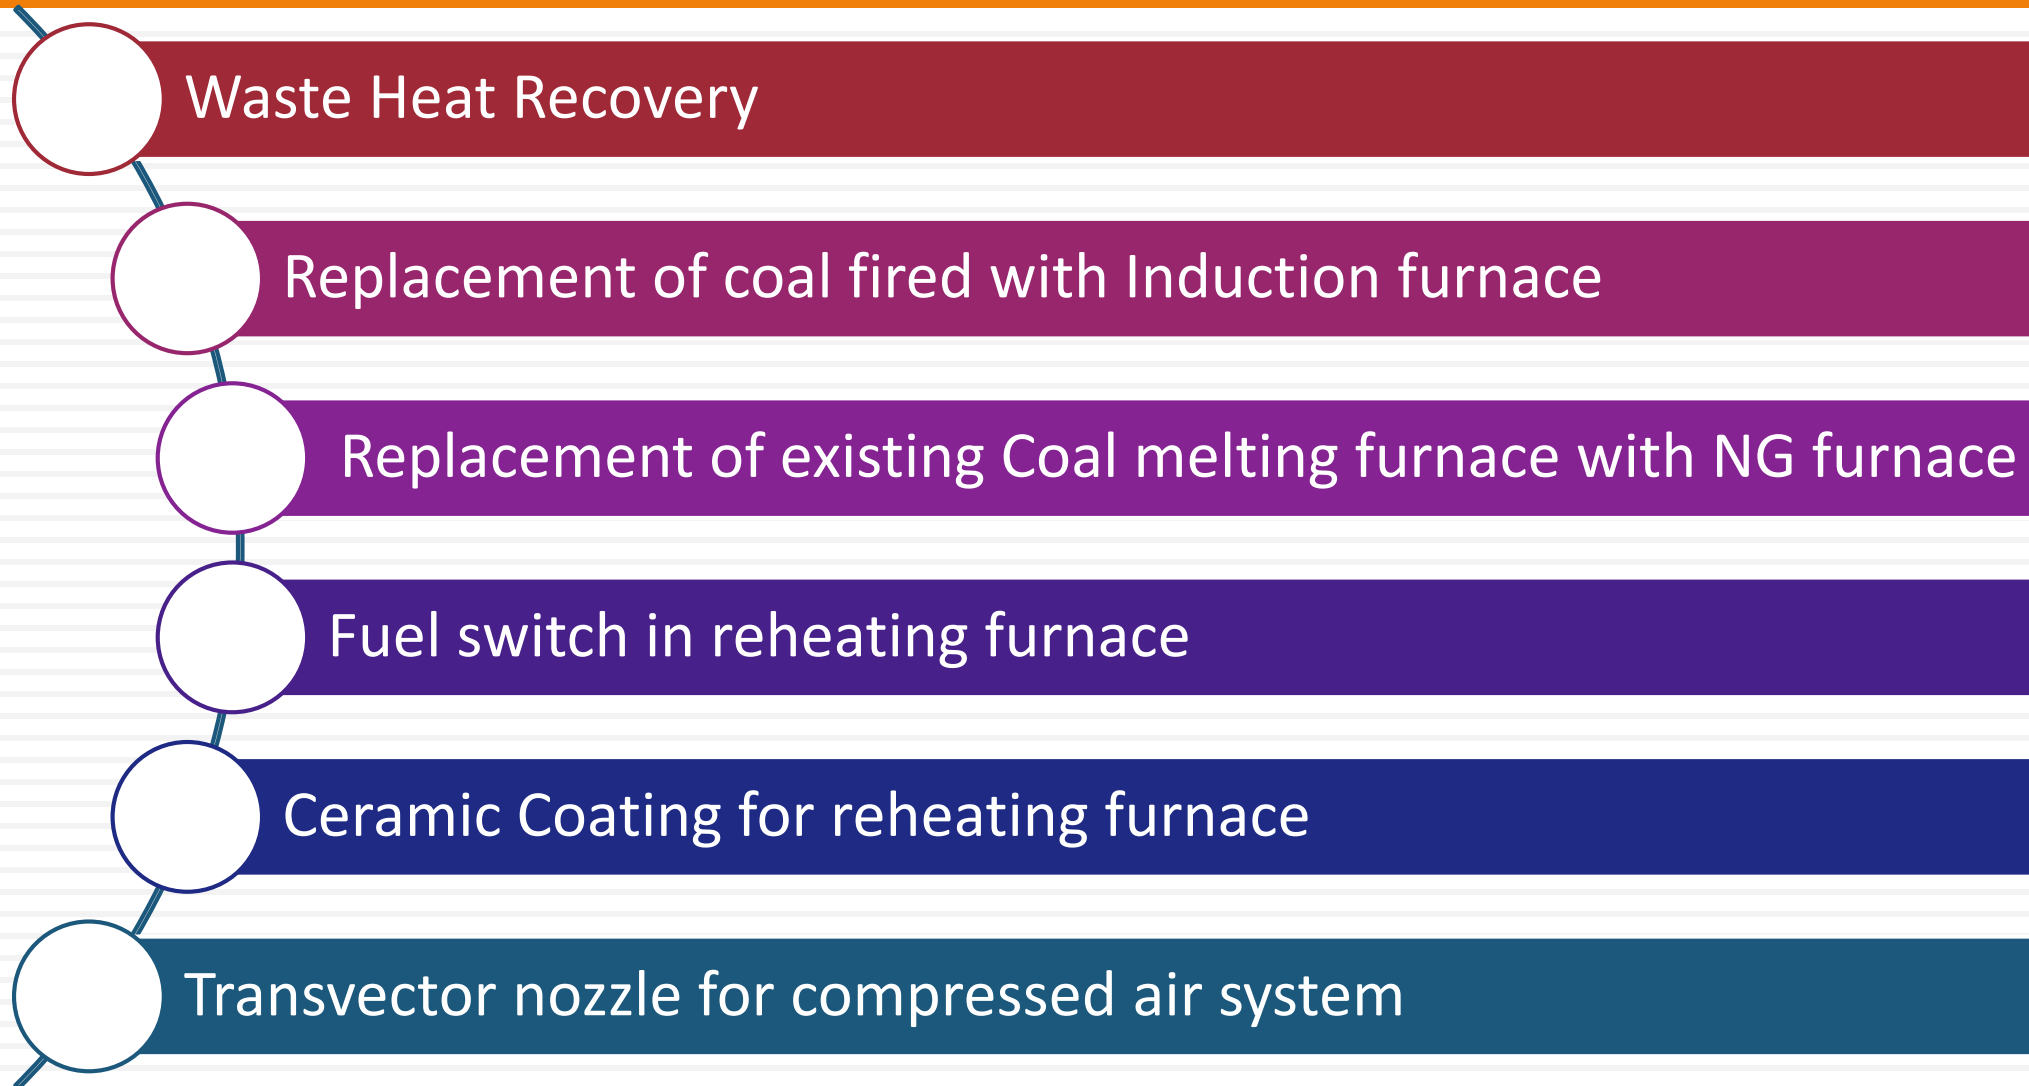 Waste Heat Recovery
Replacement of coal fired with Induction furnace
Replacement of existing Coal melting furnace with NG furnace
Fuel switch in reheating furnace
Ceramic Coating for reheating furnace
Transvector nozzle for compressed air system